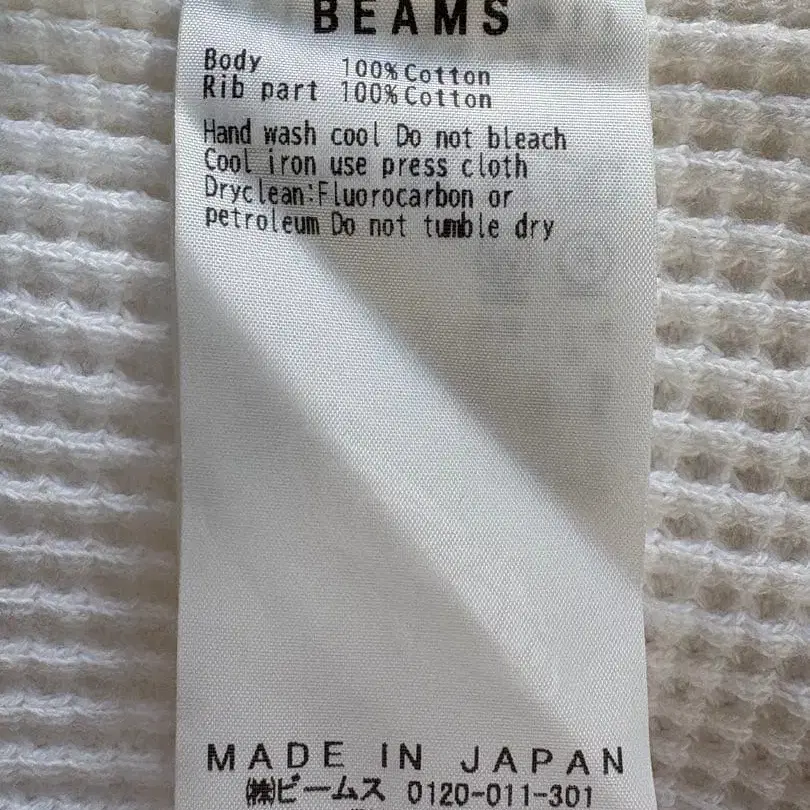 BEAMS
Body 100%Cotton
Rib part 100%Cotton
Hand wash cool Do not bleach
Cool iron use press cloth
Dryclean:Fluorocarbon or
petroleum Do not tumble dry
MADE IN JAPAN
㈱ビームス 0120-011-301